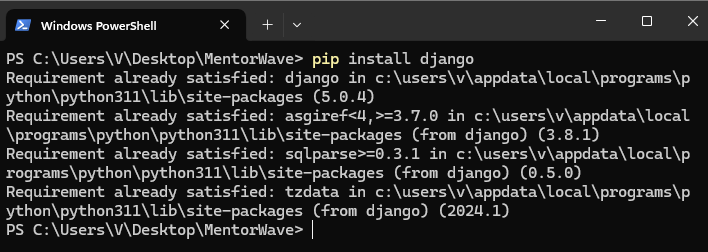 Windows PowerShell
PS C:\Users\V\Desktop\MentorWave> pip install django
Requirement already satisfied: django in c:\users\v\appdata\local\programs\p
ython\python311\lib\site-packages (5.0.4)
Requirement already satisfied: asgiref<4,>=3.7.0 in c:\users\v\appdata\local
\programs\python\python311\lib\site-packages (from django) (3.8.1)
Requirement already satisfied: sqlparse>=0.3.1 in c:\users\v\appdata\local\p
rograms\python\python311\lib\site-packages (from django) (0.5.0)
Requirement already satisfied: tzdata in c:\users\v\appdata\local\programs\p
ython\python311\lib\site-packages (from django) (2024.1)
PS C:\Users\V\Desktop\MentorWave>